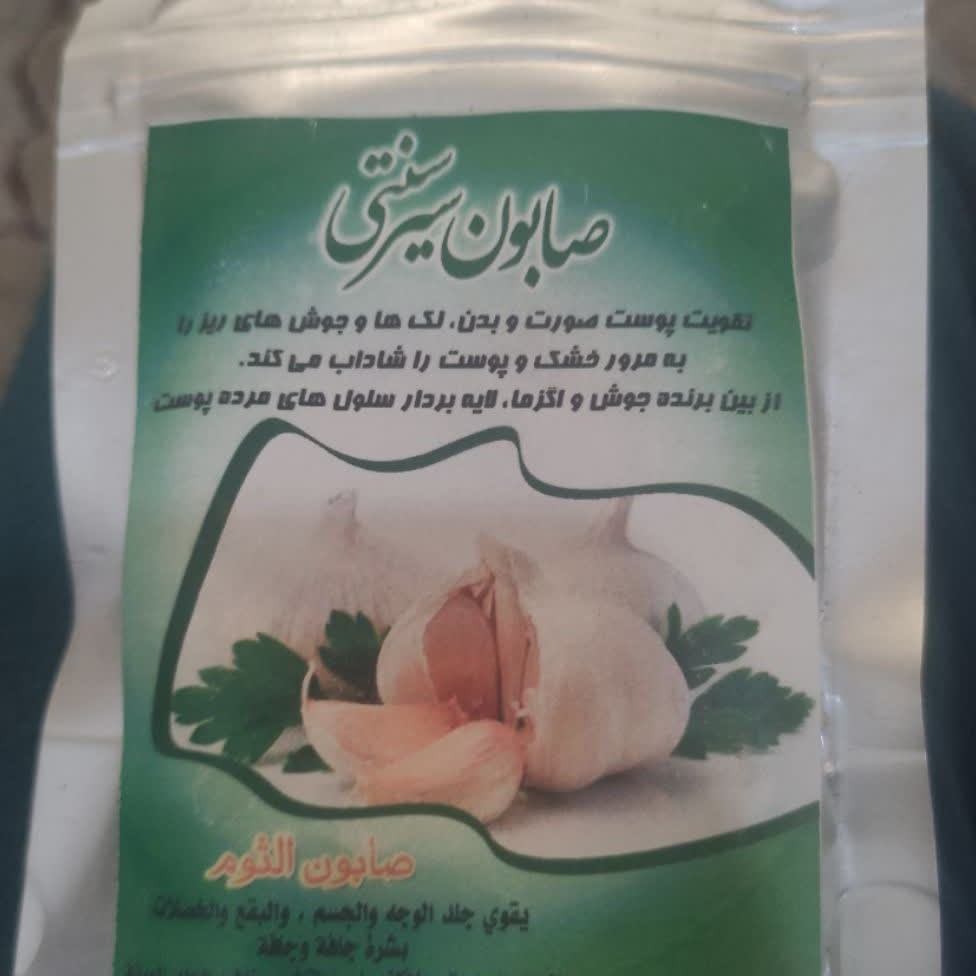 صابون سیر سنتی
تقویت پوست صورت و بدن، لک ها و جوش های ریز را
به مرور خشک و پوست را شاداب می کند.
از بین برنده جوش و اگزما، لایه بردار سلول های مرده پوست
صابون الثوم
يقوي جلد الوجه والجسم ، والبقع
بشرة جافة وجافة